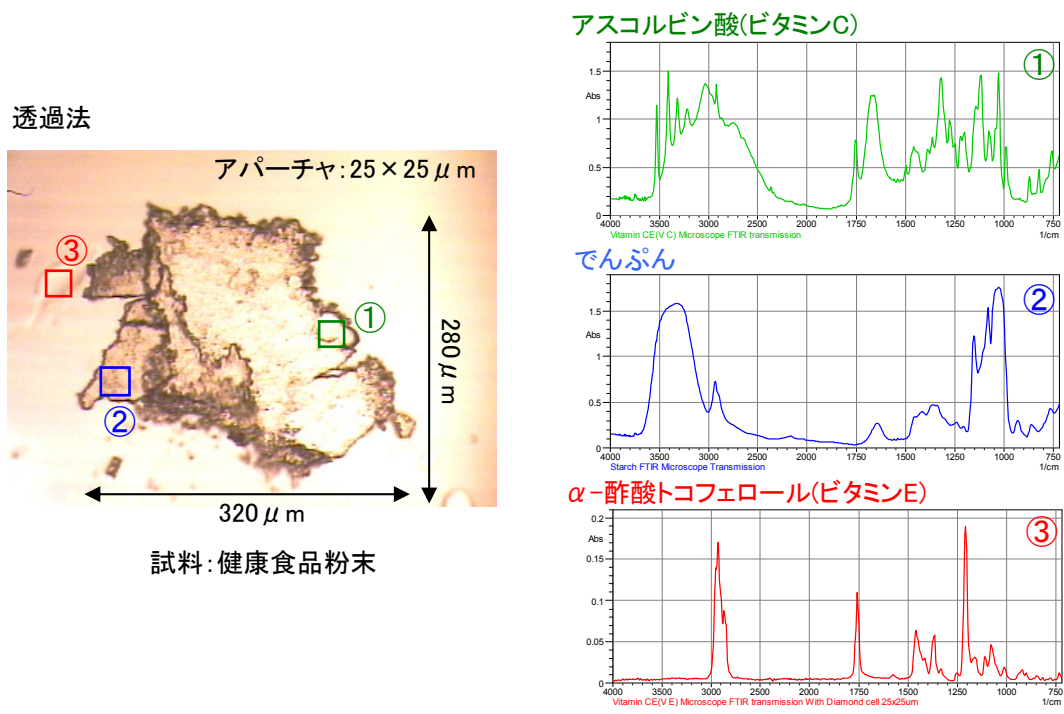 透過法
アパーチャ:25×25μm
③
①
②
280μm
320μm
試料:健康食品粉末
アスコルビン酸(ビタミンC)
①
1.5
Abs
1
0.5
0
4000 3500 3000 2500 2000 1750 1500 1250 1000 750
Vitamin CE(V C) Microscope FTIR transmission
1/cm
でんぷん
②
1.5
Abs
1
0.5
0
4000 3500 3000 2500 2000 1750 1500 1250 1000 750
Starch FTIR Microscope Transmission
1/cm
α-酢酸トコフェロール(ビタミンE)
③
0.2
Abs
0.15
0.1
0.05
0
4000 3500 3000 2500 2000 1750 1500 1250 1000 750
Vitamin CE(V E) Microscope FTIR transmission With Diamond cell 25x25um
1/cm